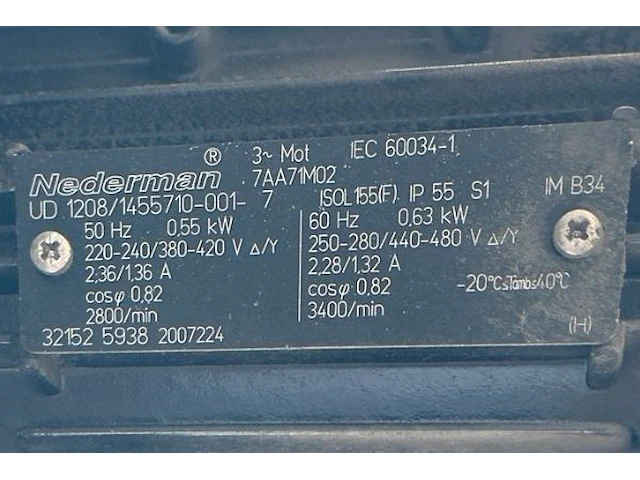 Nederman ® 3~ Mot IEC 60034-1
7AA71M02
UD 1208/1455710-001- 7 ISOL155(F) IP 55 S1 IM B34
50 Hz 0,55 kW 60 Hz 0,63 kW
220-240/380-420 V △/Y 250-280/440-480 V △/Y
2,36/1,36 A 2,28/1,32 A
cosφ 0,82 cosφ 0,82 -20°C≤Tamb≤40°C
2800/min 3400/min
32152 5938 2007224 (H)